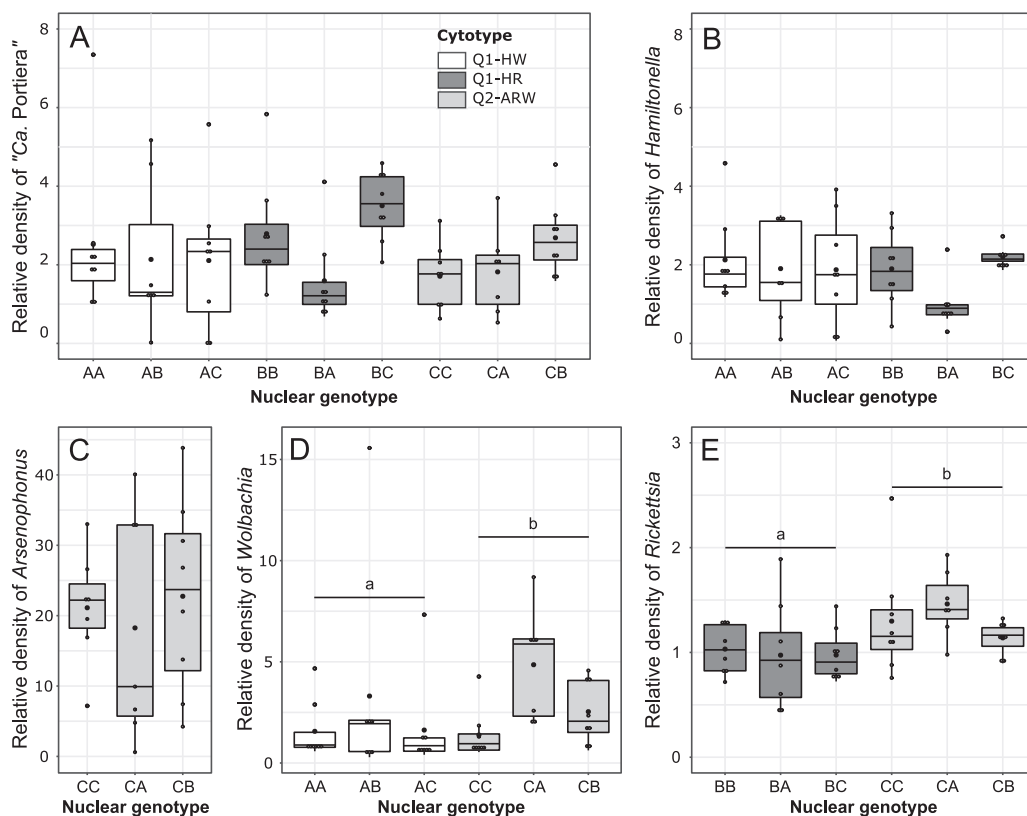 A
Relative density of "Ca. Portiera"
8
6
4
2
0
Cytotype
Q1-HW
Q1-HR
Q2-ARW
AA AB AC BB BA BC CC CA CB
Nuclear genotype
B
Relative density of Hamiltonella
8
6
4
2
0
AA AB AC BB BA BC
Nuclear genotype
C
Relative density of Arsenophonus
40
30
20
10
0
CC CA CB
Nuclear genotype
D
Relative density of Wolbachia
15
10
5
0
a
b
AA AB AC CC CA CB
Nuclear genotype
E
Relative density of Rickettsia
3
2
1
0
a
b
BB BA BC CC CA CB
Nuclear genotype